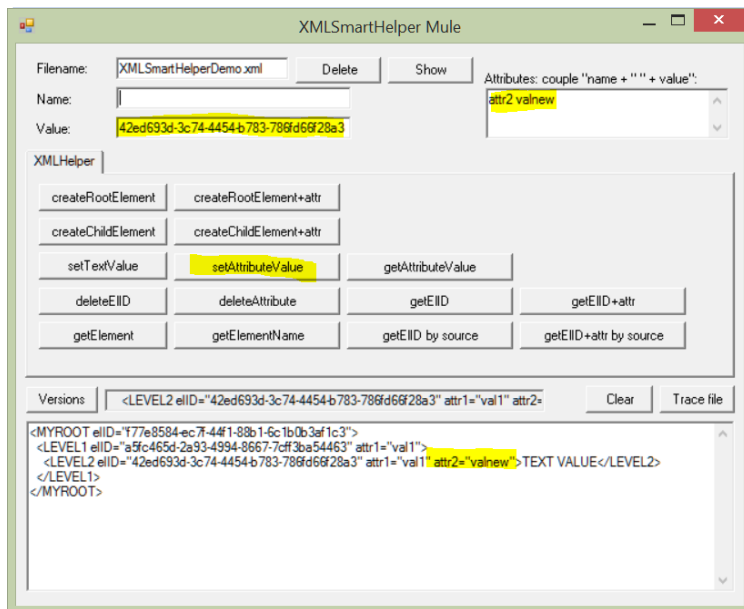 XMLSmartHelper Mule
Filename: XMLSmartHelperDemo.xml Delete Show
Attributes: couple "name + " " + value":
Name:
attr2 valnew
Value: 42ed693d-3c74-4454-b783-786fd66f28a3
XMLHelper
createRootElement createRootElement+attr
createChildElement createChildElement+attr
setTextValue setAttributeValue getAttributeValue
deleteElID deleteAttribute getElID getElID+attr
getElement getElementName getElID by source getElID+attr by source
Versions <LEVEL2 elID="42ed693d-3c74-4454-b783-786fd66f28a3" attr1="val1" attr2= Clear Trace file
<MYROOT elID="f77e8584-ec7f-44f1-88b1-6c1b0b3af1c3">
<LEVEL1 elID="a5fc465d-2a93-4994-8667-7cff3ba54463" attr1="val1">
<LEVEL2 elID="42ed693d-3c74-4454-b783-786fd66f28a3" attr1="val1" attr2="valnew">TEXT VALUE</LEVEL2>
</LEVEL1>
</MYROOT>